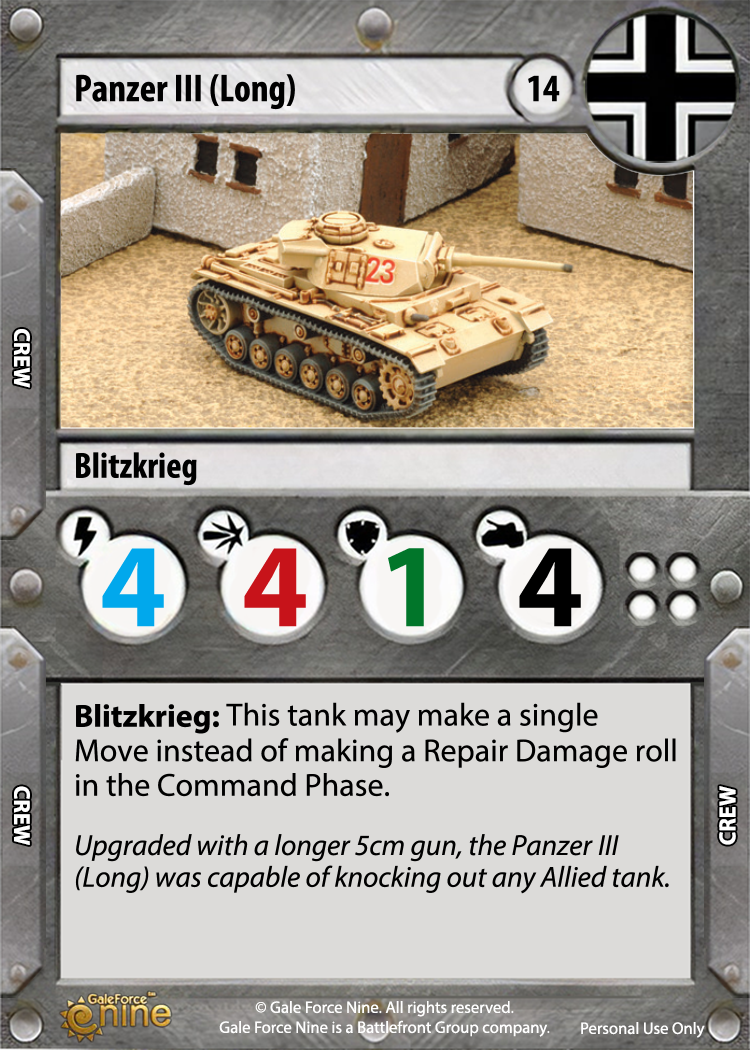 Panzer III (Long)
14
23
CREW
Blitzkrieg
4
4
1
4
Blitzkrieg: This tank may make a single
Move instead of making a Repair Damage roll
in the Command Phase.
CREW
CREW
Upgraded with a longer 5cm gun, the Panzer III
(Long) was capable of knocking out any Allied tank.
GaleForce™
nine
© Gale Force Nine. All rights reserved.
Gale Force Nine is a Battlefront Group company.
Personal Use Only